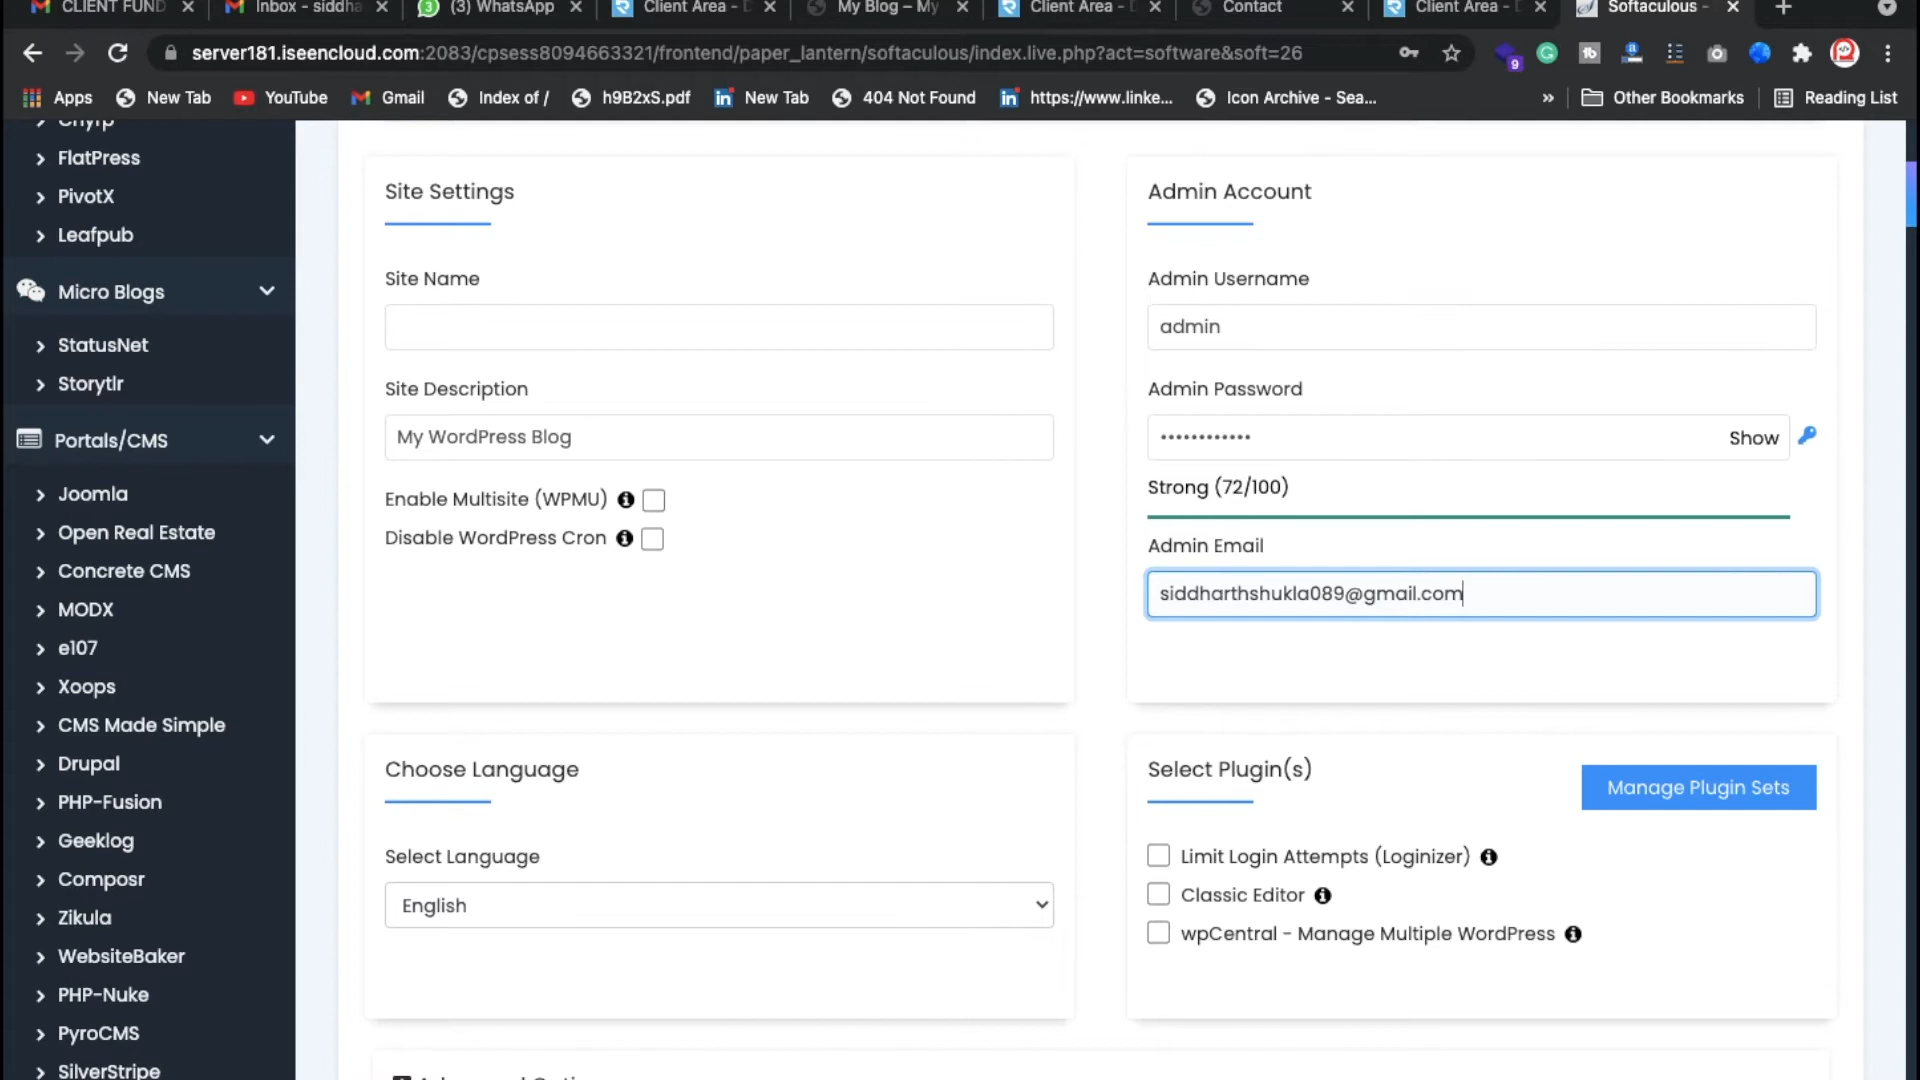 CLIENT FUND
Inbox - siddha
(3) WhatsApp
Client Area - D
My Blog – My
Client Area - D
Contact
Client Area - D
Softaculous -
server181.iseencloud.com:2083/cpsess8094663321/frontend/paper_lantern/softaculous/index.live.php?act=software&soft=26
9
Apps
New Tab
YouTube
Gmail
Index of /
h9B2xS.pdf
New Tab
404 Not Found
https://www.linke...
Icon Archive - Sea...
»
Other Bookmarks
Reading List
Chyrp
FlatPress
PivotX
Leafpub
Micro Blogs
StatusNet
Storytlr
Portals/CMS
Joomla
Open Real Estate
Concrete CMS
MODX
e107
Xoops
CMS Made Simple
Drupal
PHP-Fusion
Geeklog
Composr
Zikula
WebsiteBaker
PHP-Nuke
PyroCMS
SilverStripe
Site Settings
Site Name
Site Description
My WordPress Blog
Enable Multisite (WPMU)
Disable WordPress Cron
Admin Account
Admin Username
admin
Admin Password
••••••••••••
Show
Strong (72/100)
Admin Email
siddharthshukla089@gmail.com
Choose Language
Select Language
English
Select Plugin(s)
Manage Plugin Sets
Limit Login Attempts (Loginizer)
Classic Editor
wpCentral - Manage Multiple WordPress